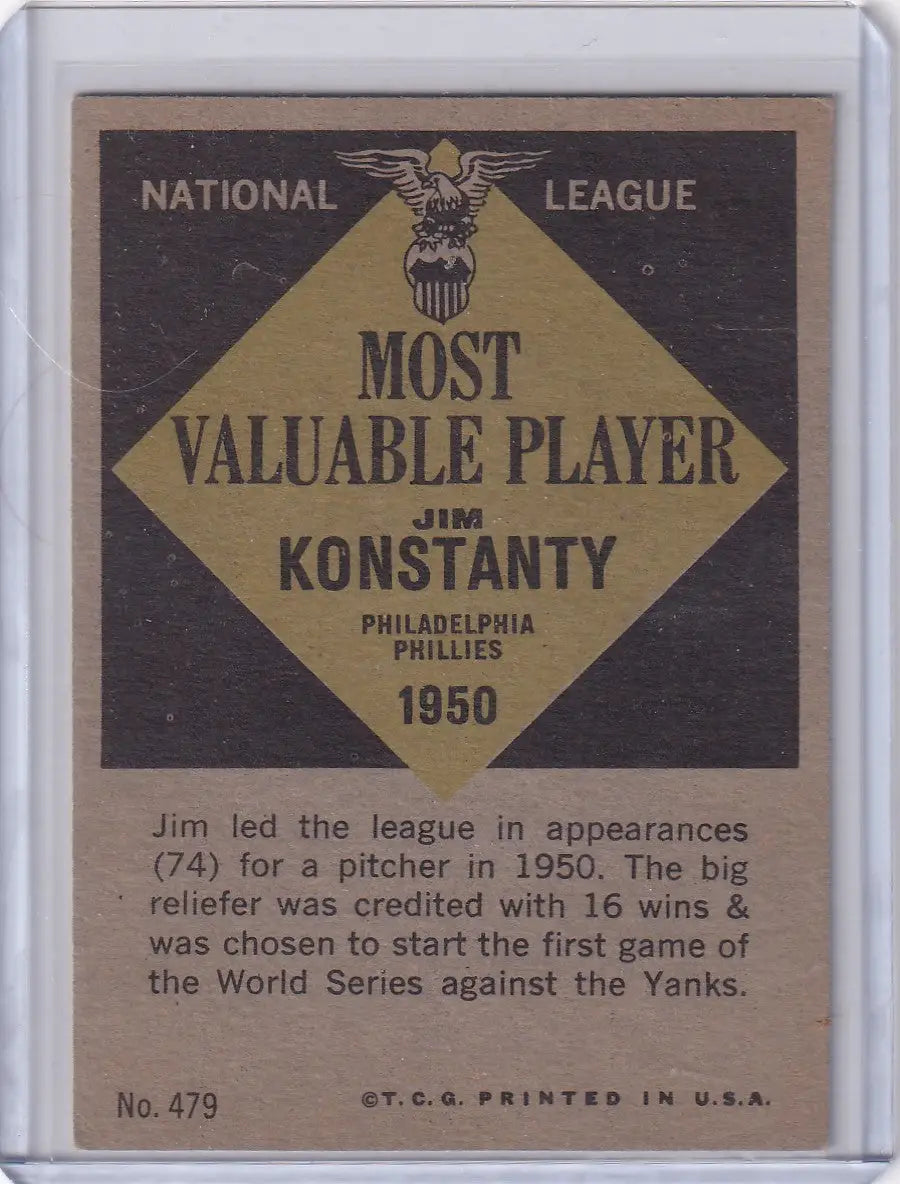 NATIONAL LEAGUE
MOST
VALUABLE PLAYER
JIM
KONSTANTY
PHILADELPHIA
PHILLIES
1950
Jim led the league in appearances
(74) for a pitcher in 1950. The big
reliefer was credited with 16 wins &
was chosen to start the first game of
the World Series against the Yanks.
No. 479 ©T.C.G. PRINTED IN U.S.A.